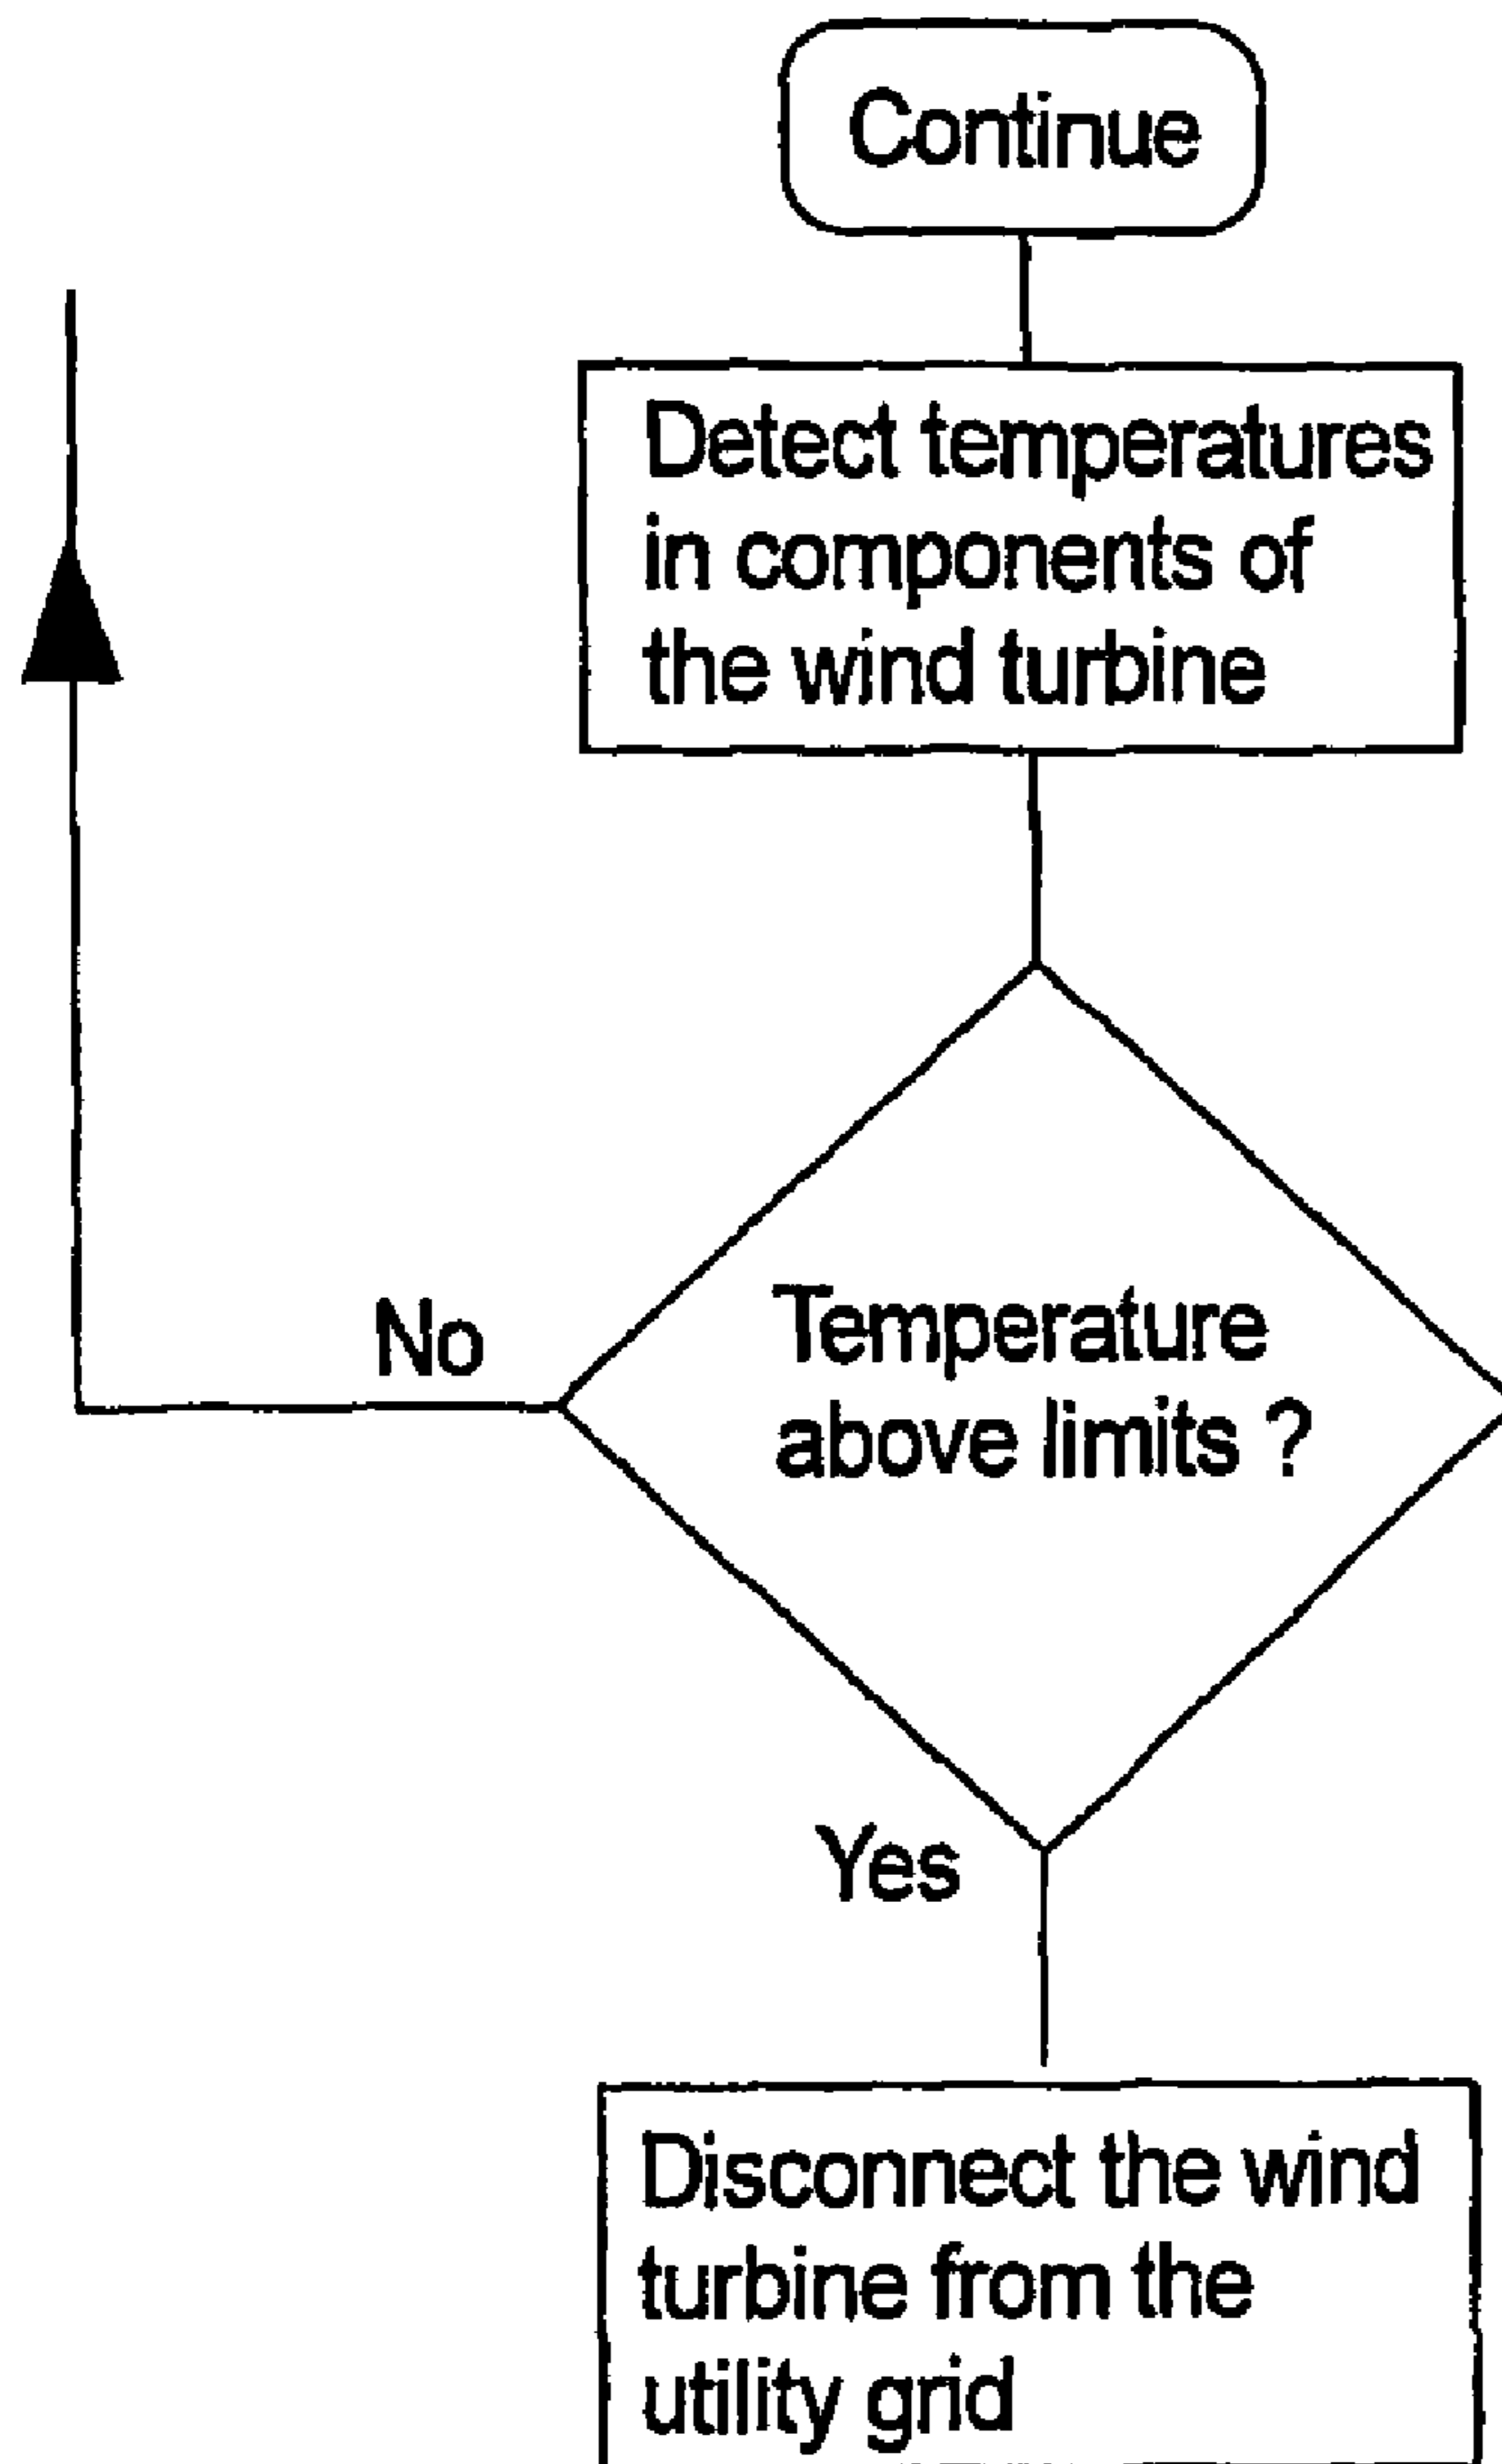 Continue
Detect temperatures
in components of
the wind turbine
No
Temperature
above limits ?
Yes
Disconnect the wind
turbine from the
utility grid